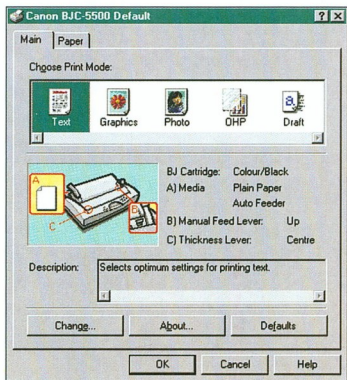 Canon BJC-5500 Default
Main Paper
Choose Print Mode:
Text Graphics Photo OHP Draft
BJ Cartridge: Colour/Black
A) Media Plain Paper
Auto Feeder
B) Manual Feed Lever: Up
C) Thickness Lever: Centre
A
B
C
Description: Selects optimum settings for printing text.
Change... About... Defaults
OK Cancel Help